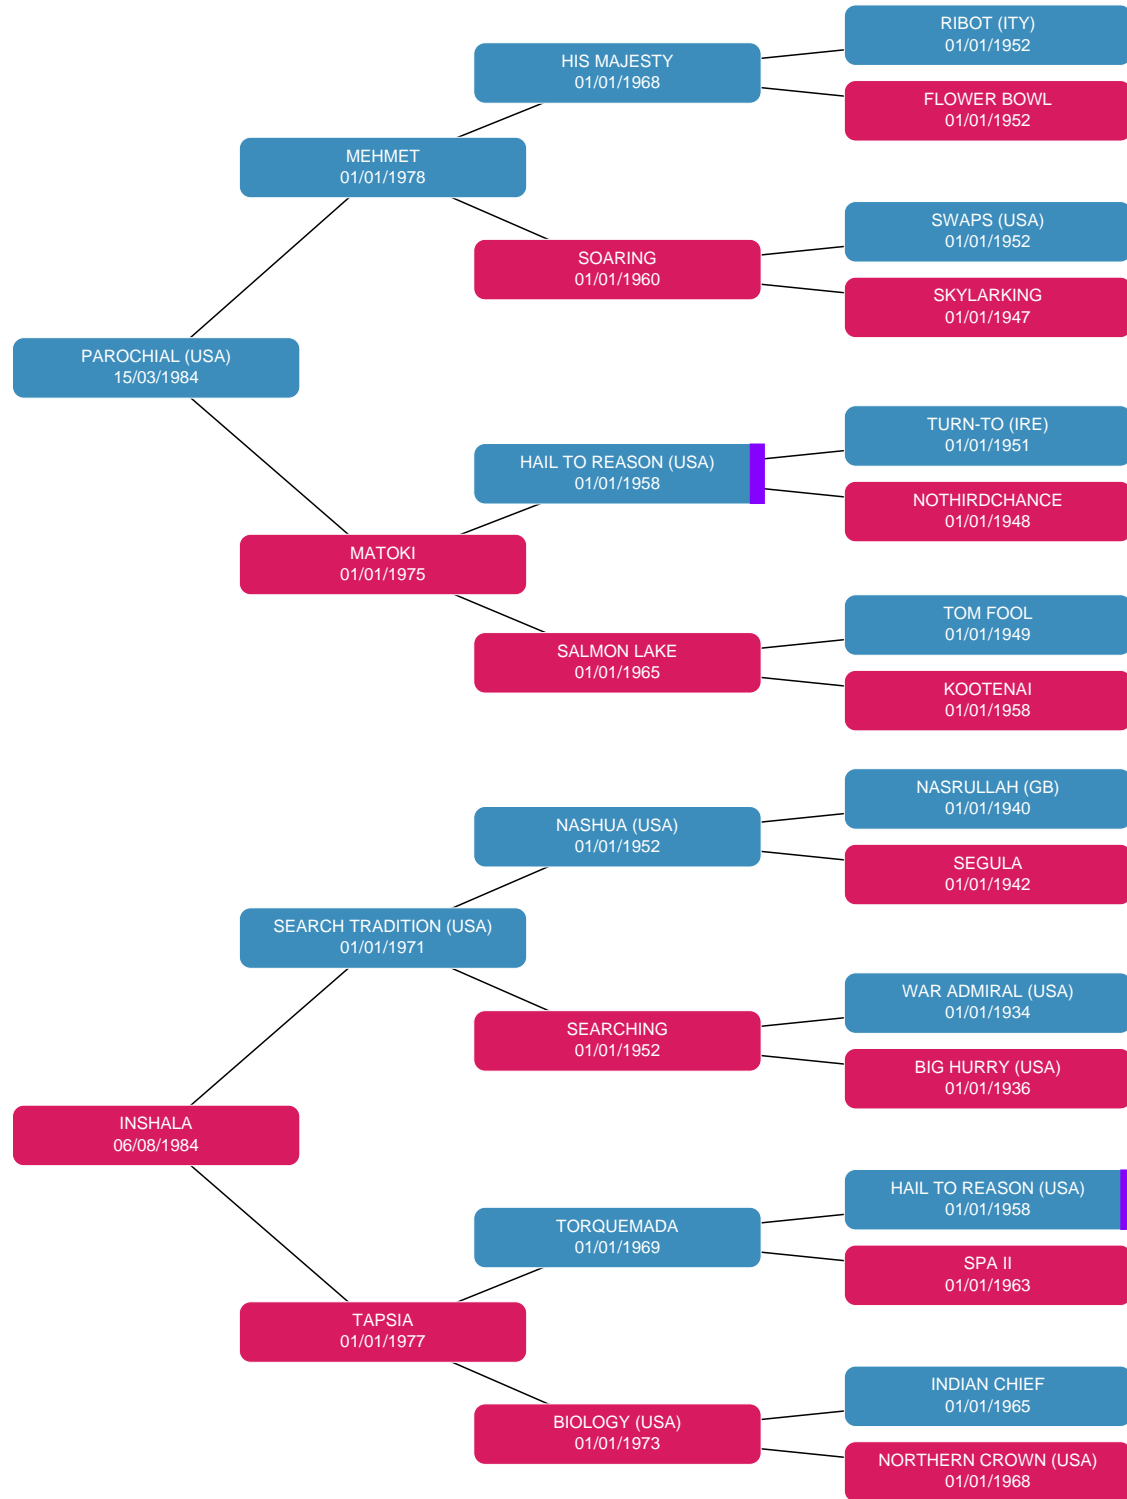 RIBOT (ITY)
01/01/1952
HIS MAJESTY
01/01/1968
FLOWER BOWL
01/01/1952
MEHMET
01/01/1978
SWAPS (USA)
01/01/1952
SOARING
01/01/1960
SKYLARKING
01/01/1947
PAROCHIAL (USA)
15/03/1984
TURN-TO (IRE)
01/01/1951
HAIL TO REASON (USA)
01/01/1958
NOTHIRDCHANCE
01/01/1948
MATOKI
01/01/1975
TOM FOOL
01/01/1949
SALMON LAKE
01/01/1965
KOOTENAI
01/01/1958
NASRULLAH (GB)
01/01/1940
NASHUA (USA)
01/01/1952
SEGULA
01/01/1942
SEARCH TRADITION (USA)
01/01/1971
WAR ADMIRAL (USA)
01/01/1934
SEARCHING
01/01/1952
BIG HURRY (USA)
01/01/1936
INSHALA
06/08/1984
HAIL TO REASON (USA)
01/01/1958
TORQUEMADA
01/01/1969
SPA II
01/01/1963
TAPSIA
01/01/1977
INDIAN CHIEF
01/01/1965
BIOLOGY (USA)
01/01/1973
NORTHERN CROWN (USA)
01/01/1968